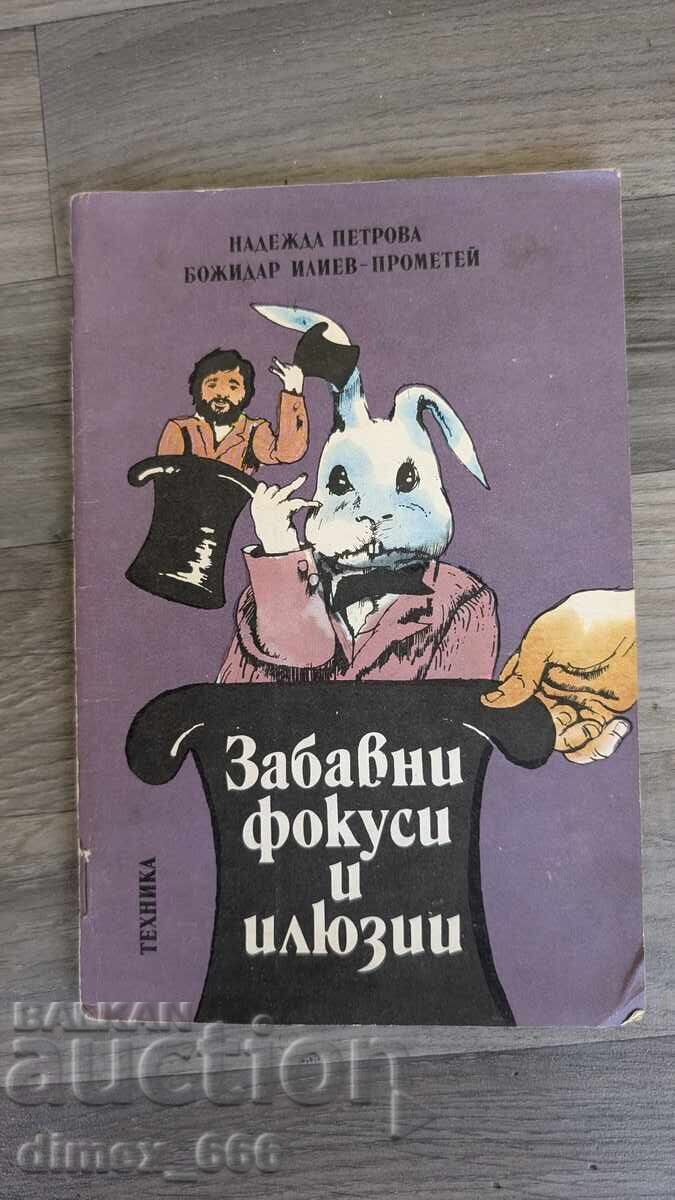 НАДЕЖДА ПЕТРОВА
БОЖИДАР ИЛИЕВ-ПРОМЕТЕЙ
Забавни
фокуси
и
илюзии
ТЕХНИКА
BALKAN
auction
dimex_666